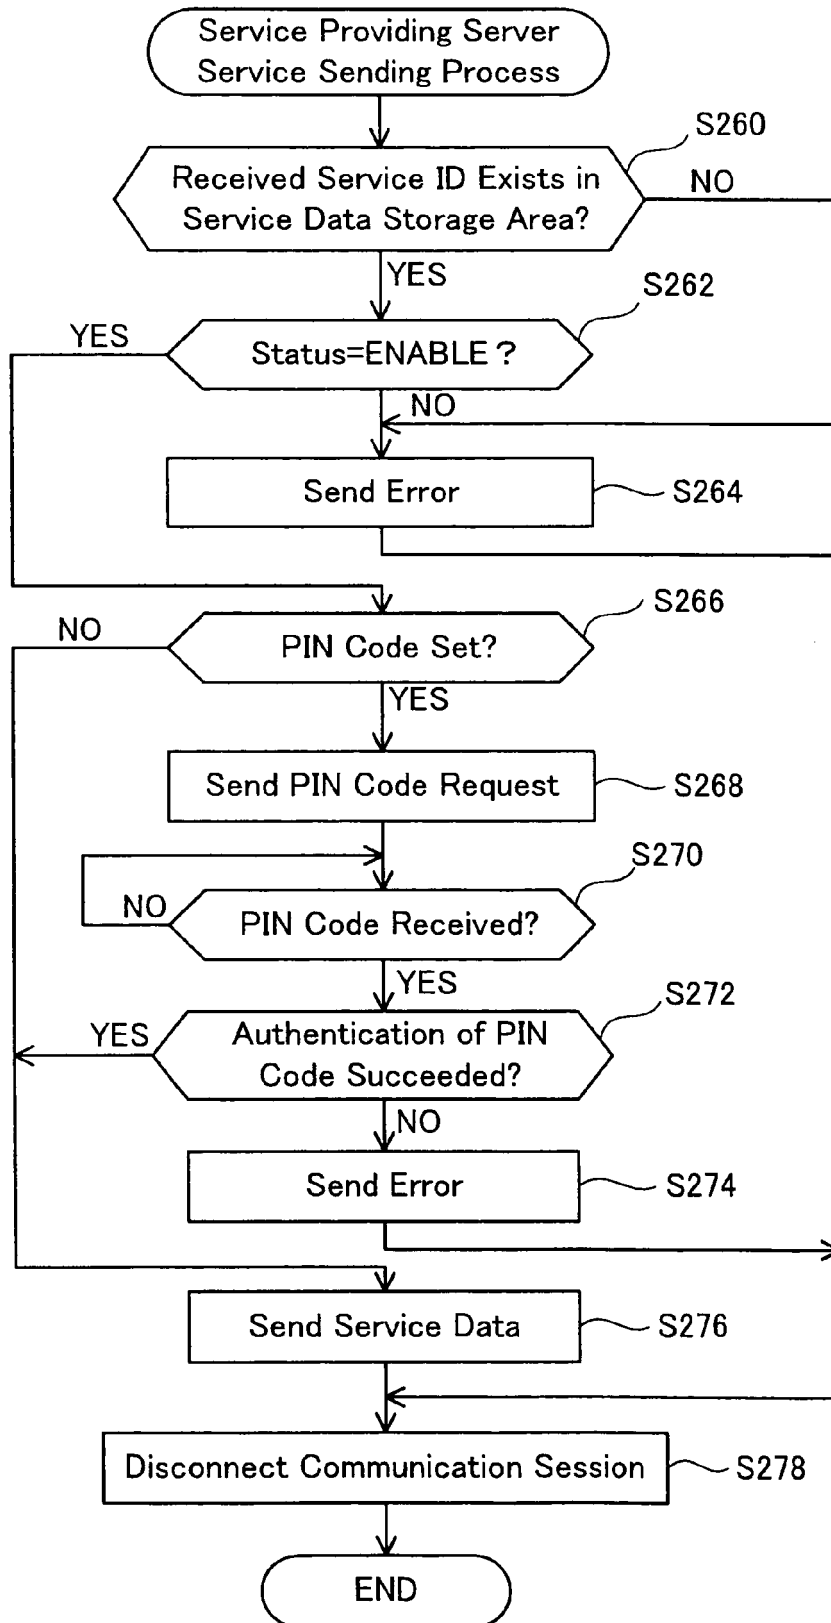 Service Providing Server
Service Sending Process
S260
Received Service ID Exists in
Service Data Storage Area?
NO
YES
S262
YES
Status=ENABLE ?
NO
Send Error
S264
S266
NO
PIN Code Set?
YES
Send PIN Code Request
S268
S270
NO
PIN Code Received?
YES
S272
YES
Authentication of PIN
Code Succeeded?
NO
Send Error
S274
Send Service Data
S276
Disconnect Communication Session
S278
END